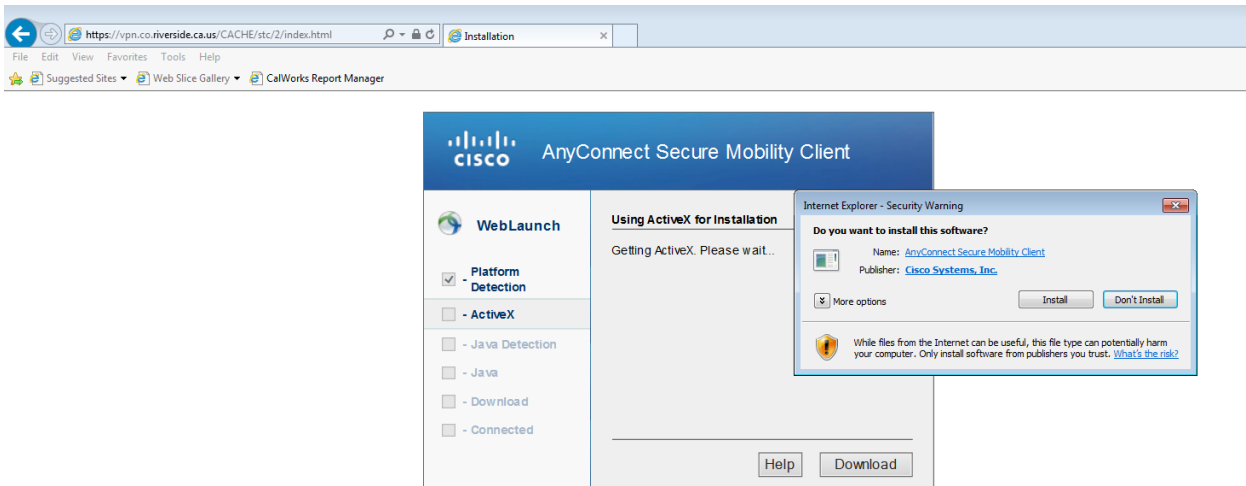 https://vpn.co.riverside.ca.us/CACHE/stc/2/index.html
Installation
File Edit View Favorites Tools Help
Suggested Sites Web Slice Gallery CalWorks Report Manager
CISCO
AnyConnect Secure Mobility Client
WebLaunch
- Platform Detection
- ActiveX
- Java Detection
- Java
- Download
- Connected
Using ActiveX for Installation
Getting ActiveX. Please wait...
Help
Download
Internet Explorer - Security Warning
Do you want to install this software?
Name: AnyConnect Secure Mobility Client
Publisher: Cisco Systems, Inc.
More options
Install
Don't Install
While files from the Internet can be useful, this file type can potentially harm
your computer. Only install software from publishers you trust. What's the risk?